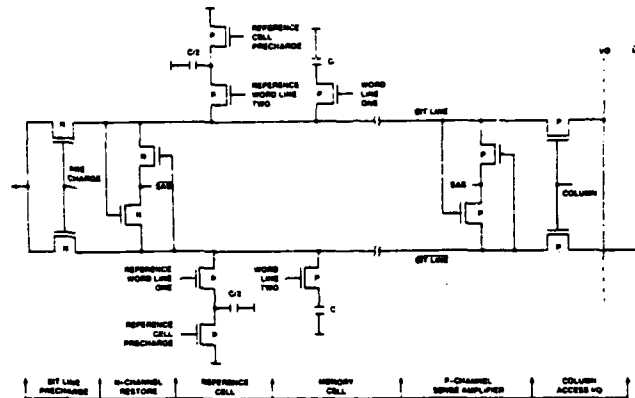 REFERENCE
CELL
PRECHARGE
P
C/2
REFERENCE
WORD LINE
TWO
P
C
WORD
LINE
ONE
P
BIT LINE
I/O
N
PRE
CHARGE
N
SAS
N
N
P
SAS
P
P
COLUMN
P
BIT LINE
REFERENCE
WORD LINE
ONE
P
C/2
WORD
LINE
TWO
P
C
REFERENCE
CELL
PRECHARGE
P
BIT LINE
PRECHARGE
N-CHANNEL
RESTORE
REFERENCE
CELL
MEMORY
CELL
P-CHANNEL
SENSE AMPLIFIER
COLUMN
ACCESS I/O